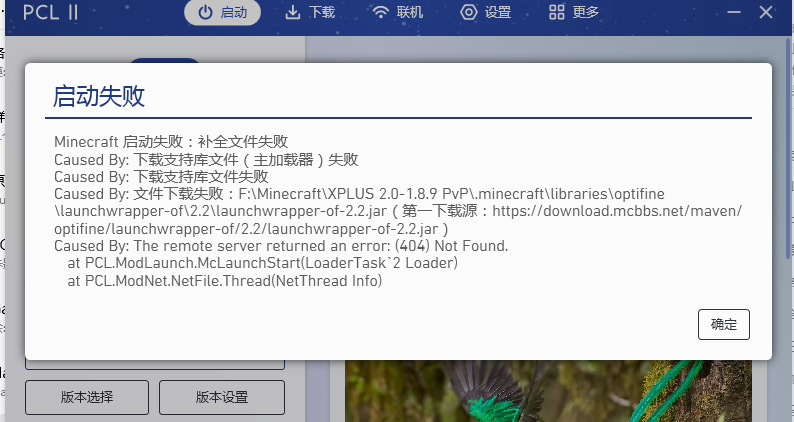 PCL II
启动
下载
联机
设置
更多
启动失败
Minecraft 启动失败：补全文件失败
Caused By: 下载支持库文件（主加载器）失败
Caused By: 下载支持库文件失败
Caused By: 文件下载失败：F:\Minecraft\XPLUS 2.0-1.8.9 PvP\.minecraft\libraries\optifine
\launchwrapper-of\2.2\launchwrapper-of-2.2.jar（第一下载源：https://download.mcbbs.net/maven/
optifine/launchwrapper-of/2.2/launchwrapper-of-2.2.jar）
Caused By: The remote server returned an error: (404) Not Found.
at PCL.ModLaunch.McLaunchStart(LoaderTask`2 Loader)
at PCL.ModNet.NetFile.Thread(NetThread Info)
确定
版本选择
版本设置